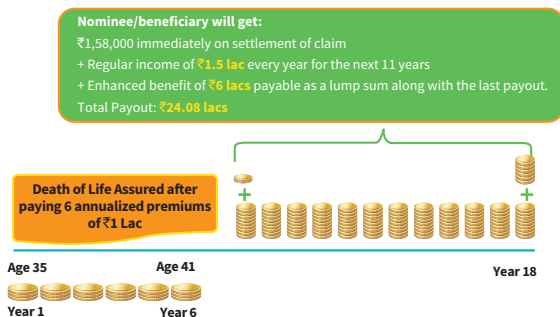 Nominee/beneficiary will get:
₹1,58,000 immediately on settlement of claim
+ Regular income of ₹1.5 lac every year for the next 11 years
+ Enhanced benefit of ₹6 lacs payable as a lump sum along with the last payout.
Total Payout: ₹24.08 lacs
+ +
Death of Life Assured after
paying 6 annualized premiums
of ₹1 Lac
Age 35 Age 41 Year 18
Year 1 Year 6